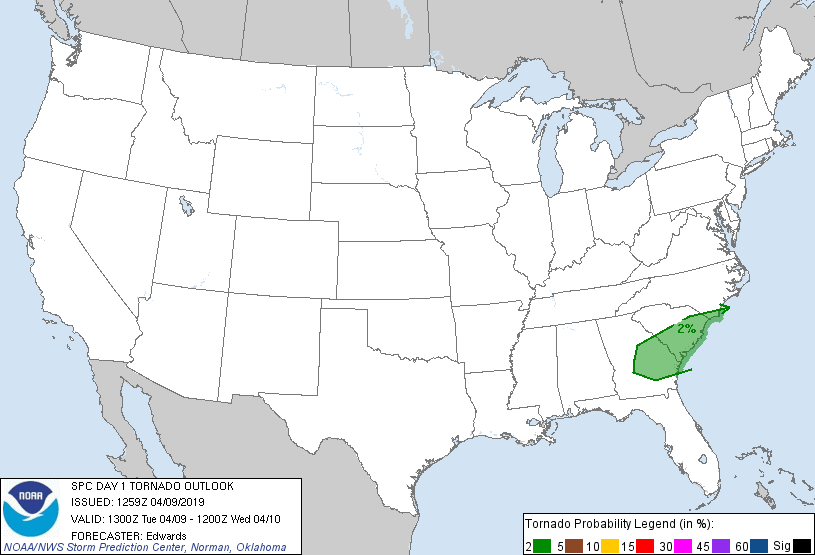 2%
NOAA
SPC DAY 1 TORNADO OUTLOOK
ISSUED: 1259Z 04/09/2019
VALID: 1300Z Tue 04/09 - 1200Z Wed 04/10
FORECASTER: Edwards
NOAA/NWS Storm Prediction Center, Norman, Oklahoma
Tornado Probability Legend (in %):
2 5 10 15 30 45 60 Sig